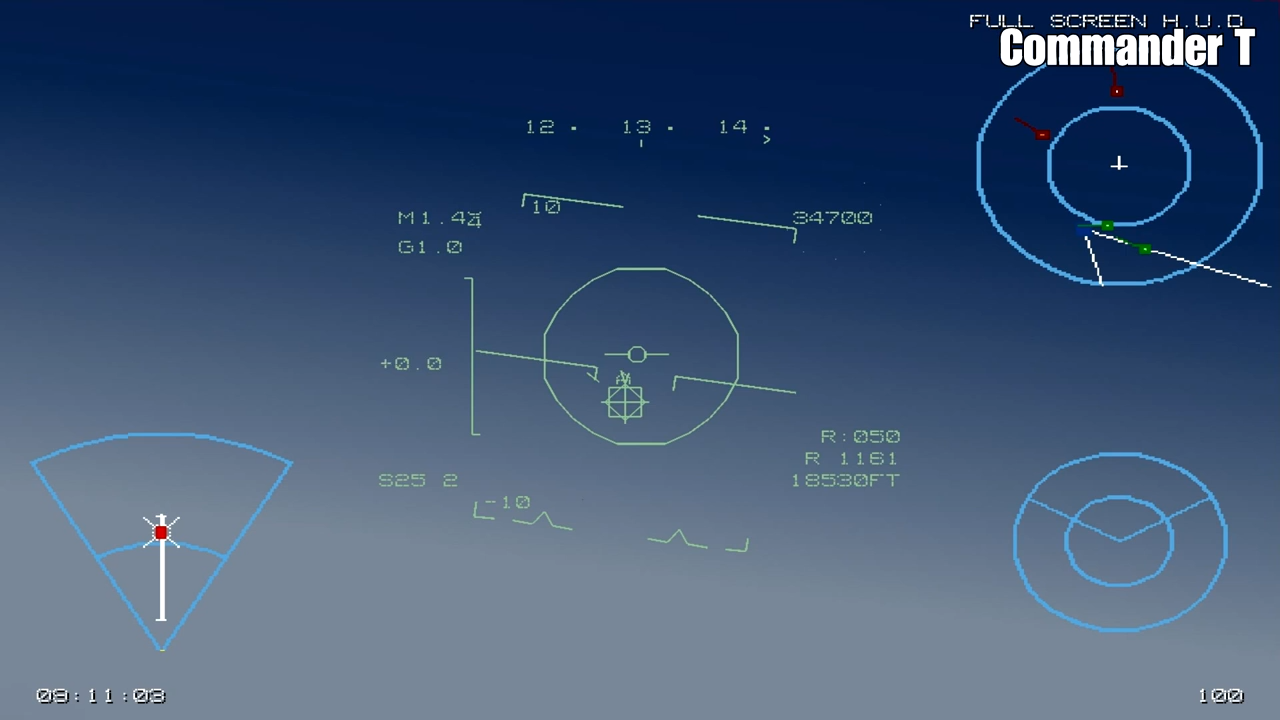 FULL SCREEN H.U.D
Commander T
12 · 13 · 14 ·
10
M1.4
34700
G1.0
+0.0
R:050
R 1161
S25 2
18530FT
-10
08:11:03
100